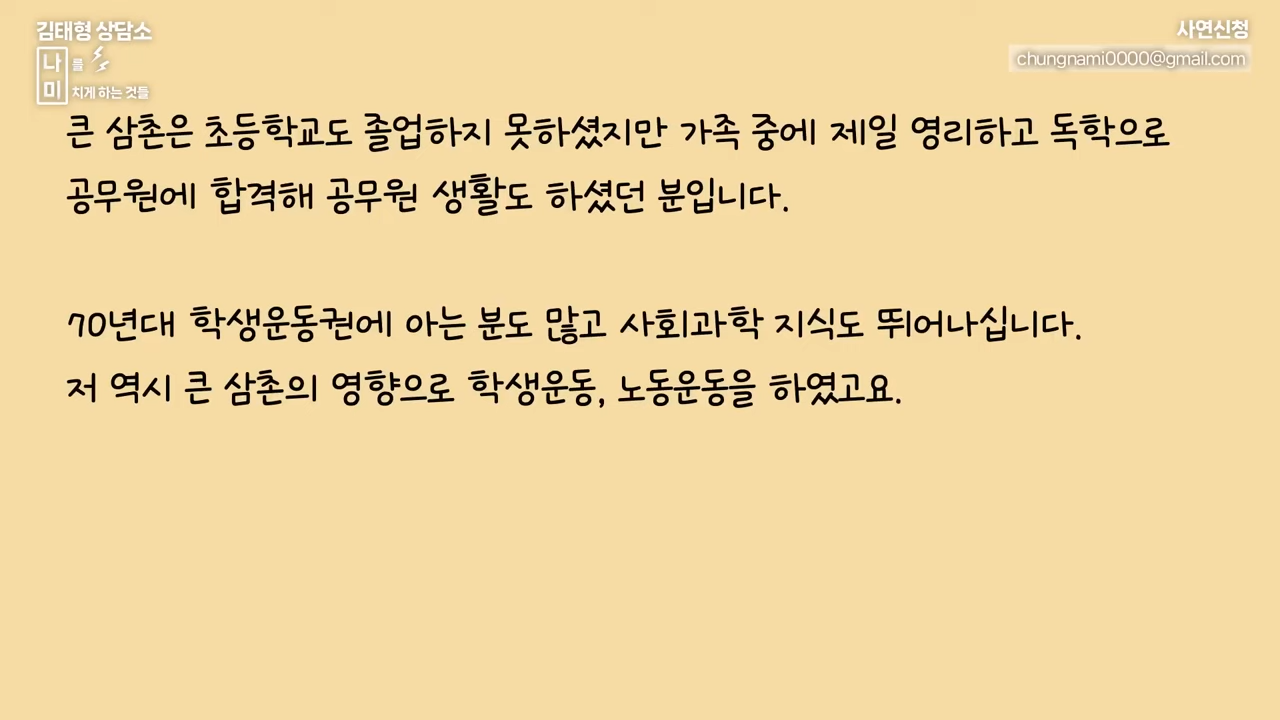 김태형 상담소
나를
미치게 하는 것들
사연신청
chungnami0000@gmail.com
큰 삼촌은 초등학교도 졸업하지 못하셨지만 가족 중에 제일 영리하고 독학으로
공무원에 합격해 공무원 생활도 하셨던 분입니다.
70년대 학생운동권에 아는 분도 많고 사회과학 지식도 뛰어나십니다.
저 역시 큰 삼촌의 영향으로 학생운동, 노동운동을 하였고요.